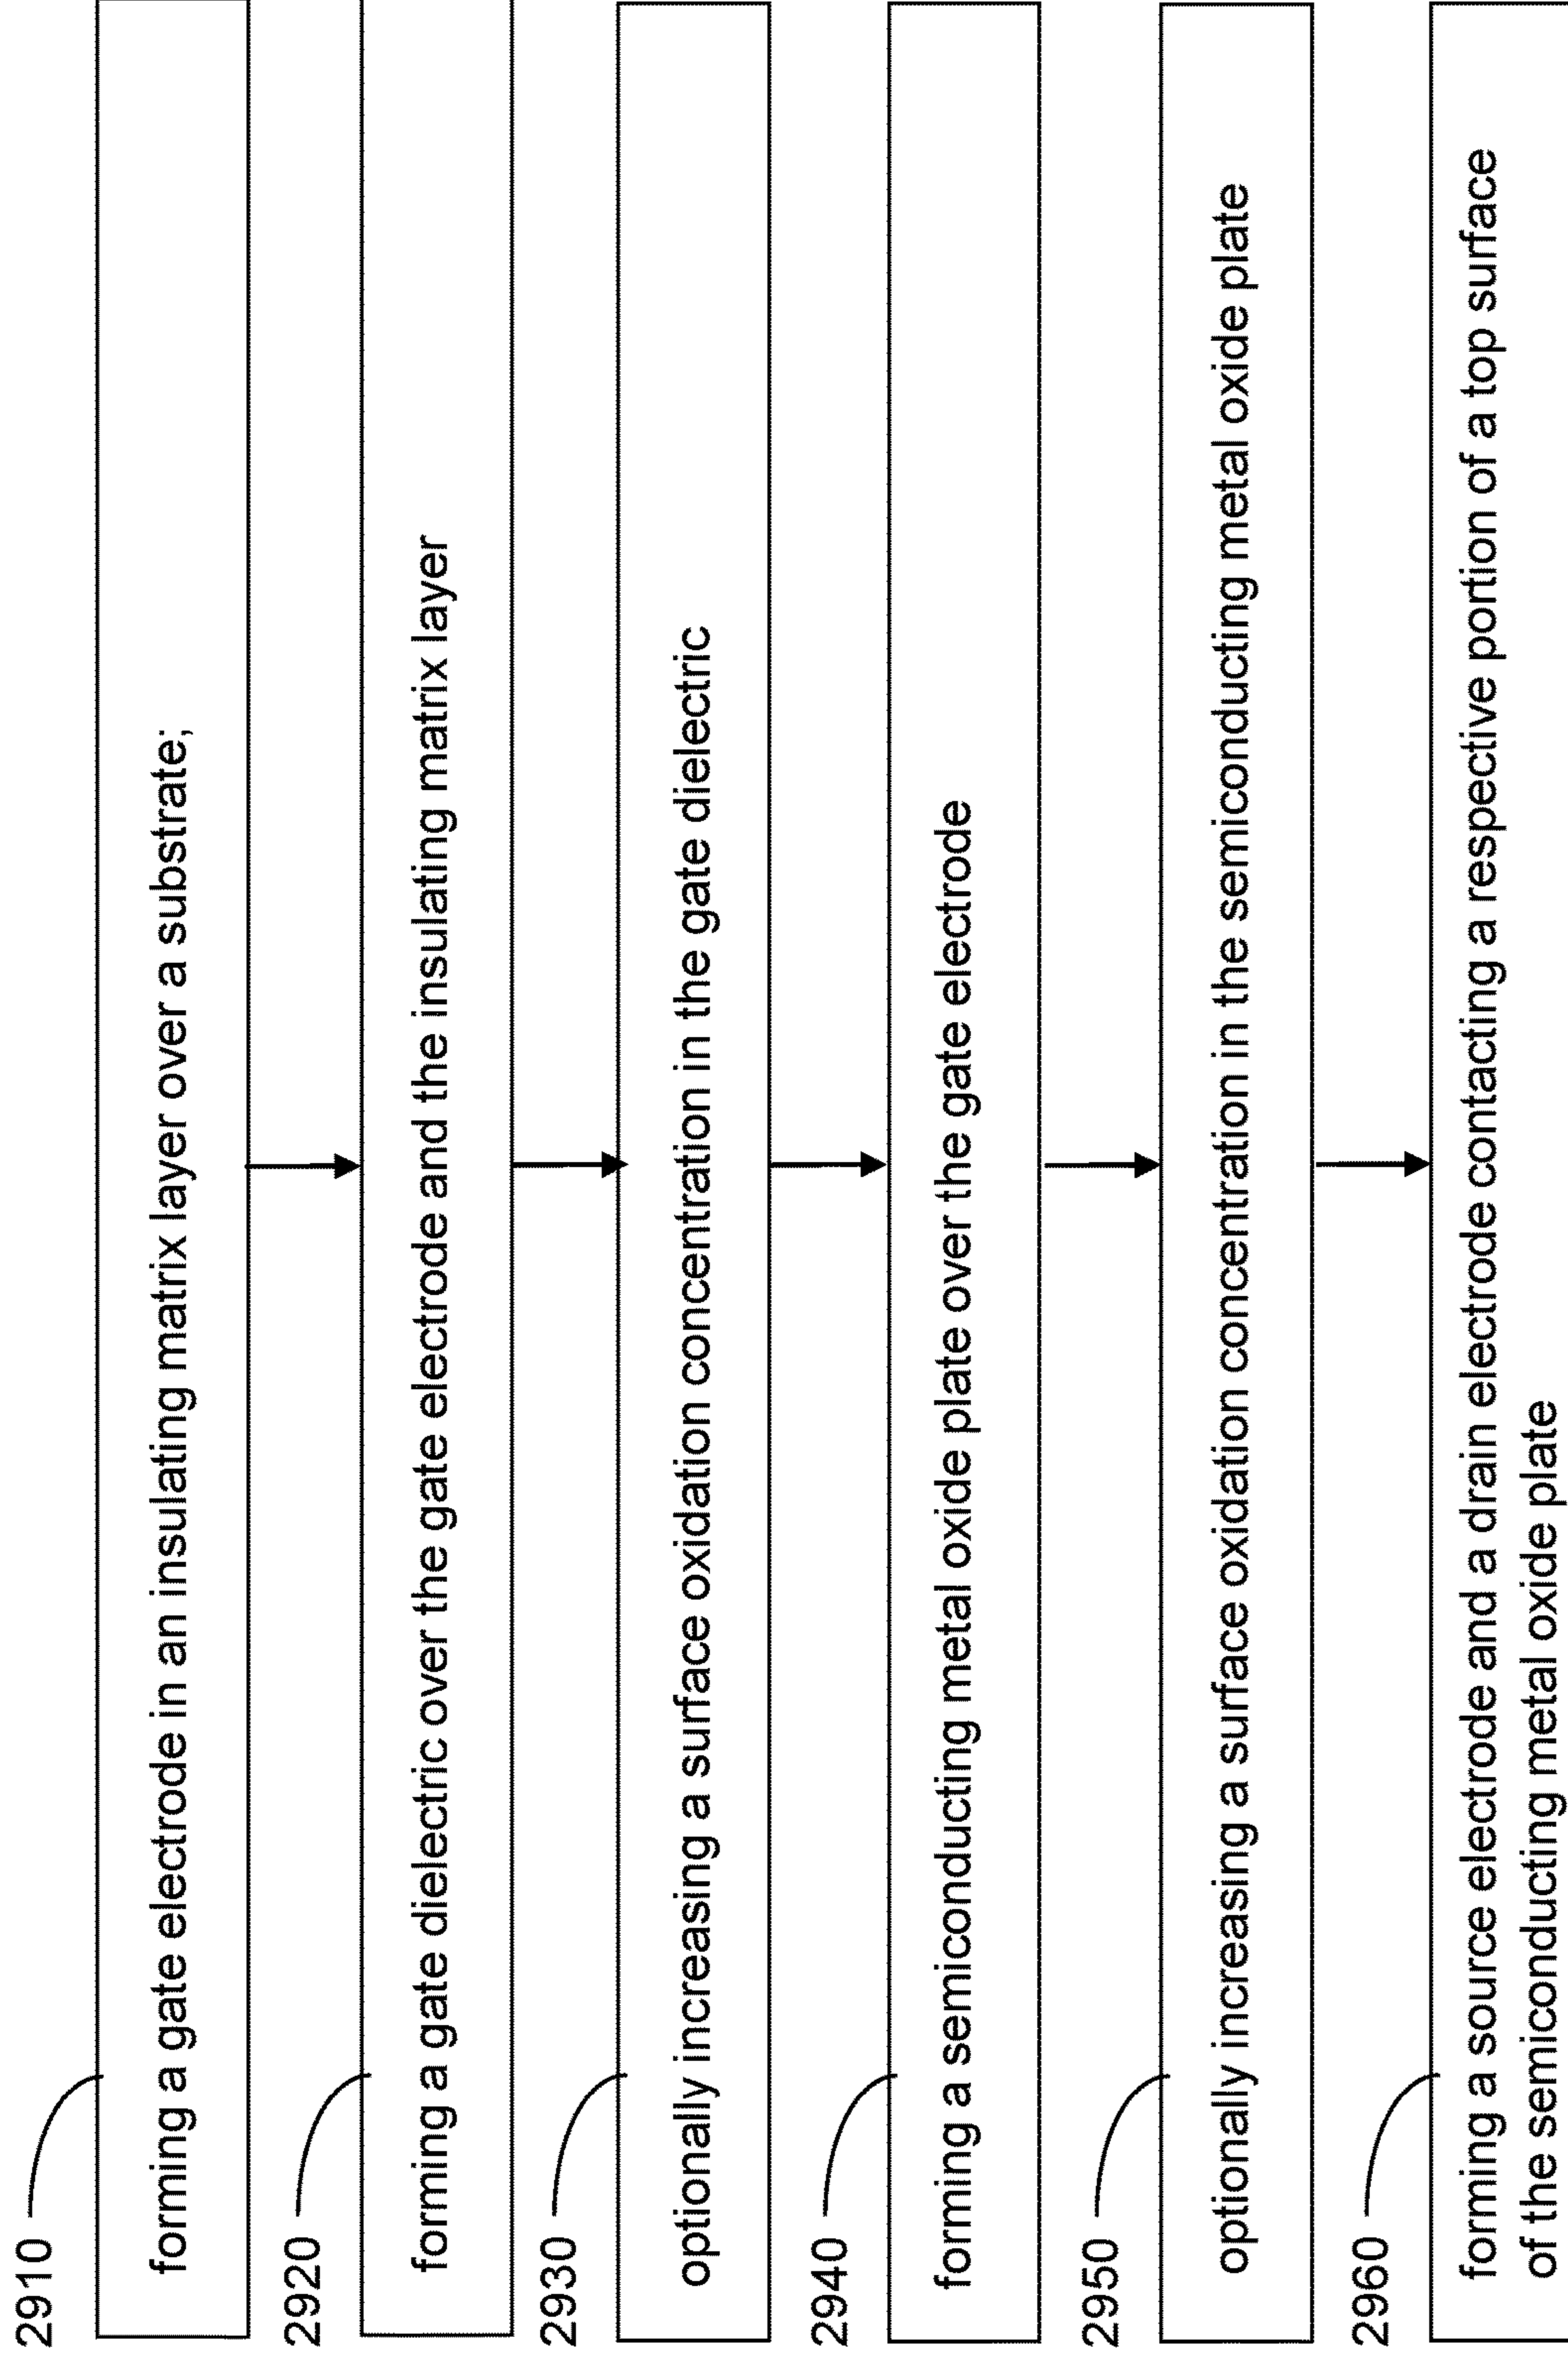 2910
forming a gate electrode in an insulating matrix layer over a substrate;
2920
forming a gate dielectric over the gate electrode and the insulating matrix layer
2930
optionally increasing a surface oxidation concentration in the gate dielectric
2940
forming a semiconducting metal oxide plate over the gate electrode
2950
optionally increasing a surface oxidation concentration in the semiconducting metal oxide plate
2960
forming a source electrode and a drain electrode contacting a respective portion of a top surface
of the semiconducting metal oxide plate